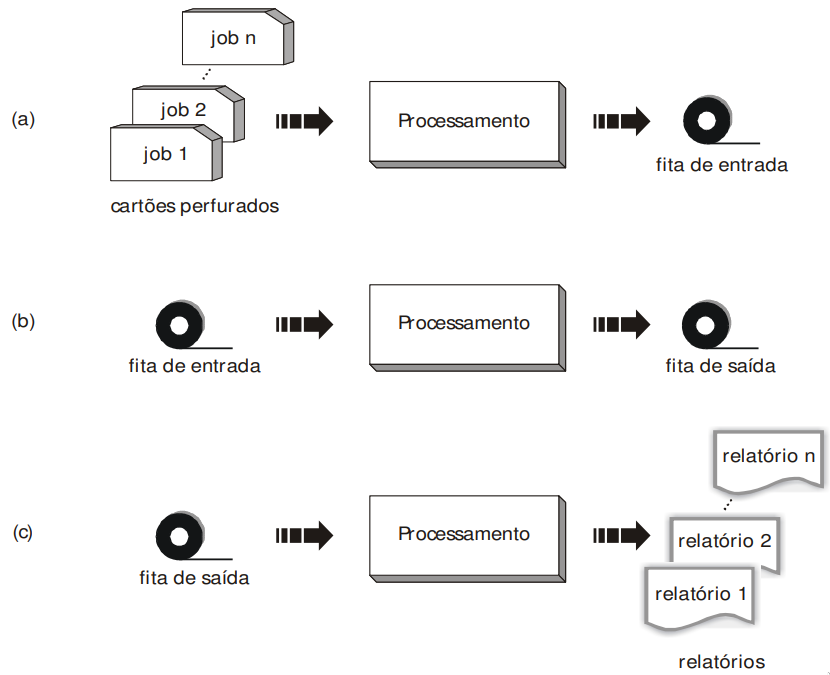 job n
(a)
job 2
Processamento
job 1
fita de entrada
cartões perfurados
(b)
Processamento
fita de entrada
fita de saída
relatório n
(c)
Processamento
relatório 2
fita de saída
relatório 1
relatórios